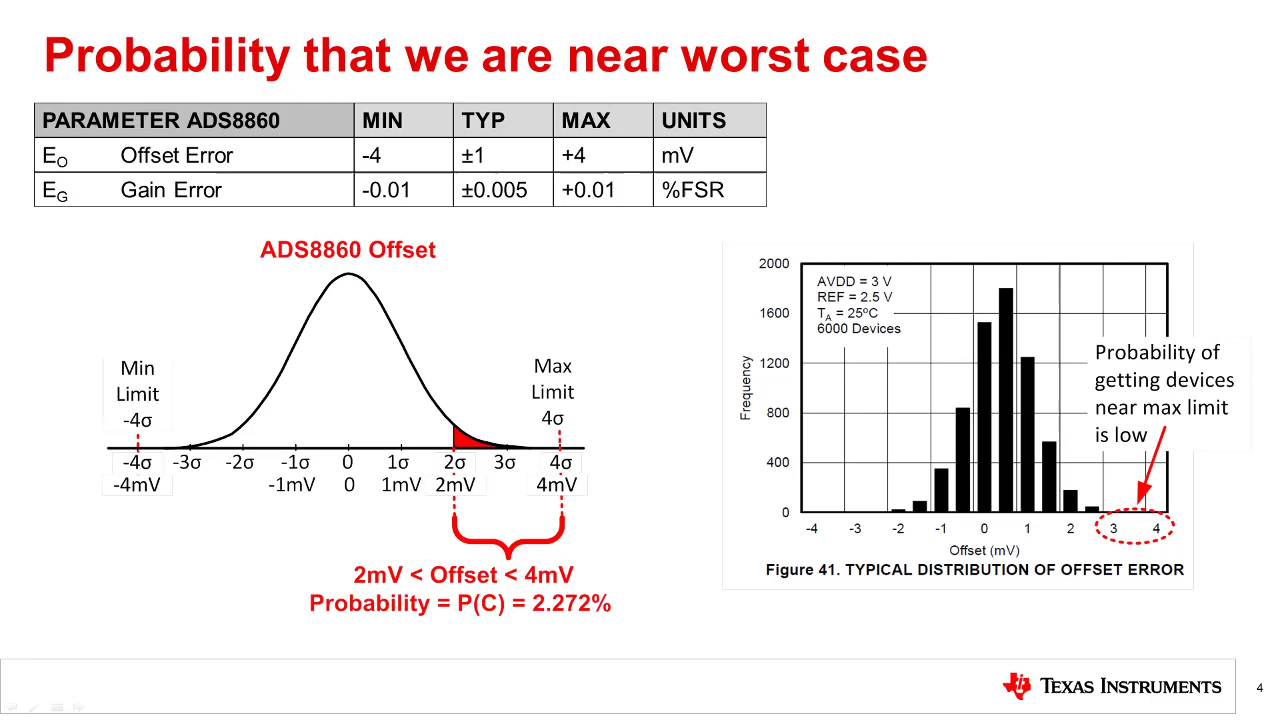 Probability that we are near worst case
PARAMETER ADS8860 MIN TYP MAX UNITS
EO Offset Error -4 ±1 +4 mV
EG Gain Error -0.01 ±0.005 +0.01 %FSR
ADS8860 Offset
Min
Limit
-4σ
Max
Limit
4σ
-4σ -3σ -2σ -1σ 0 1σ 2σ 3σ 4σ
-4mV -1mV 0 1mV 2mV 4mV
2mV < Offset < 4mV
Probability = P(C) = 2.272%
2000
1600
1200
800
400
0
Frequency
AVDD = 3 V
REF = 2.5 V
TA = 25ºC
6000 Devices
Probability of
getting devices
near max limit
is low
-4 -3 -2 -1 0 1 2 3 4
Offset (mV)
Figure 41. TYPICAL DISTRIBUTION OF OFFSET ERROR
TEXAS INSTRUMENTS
4